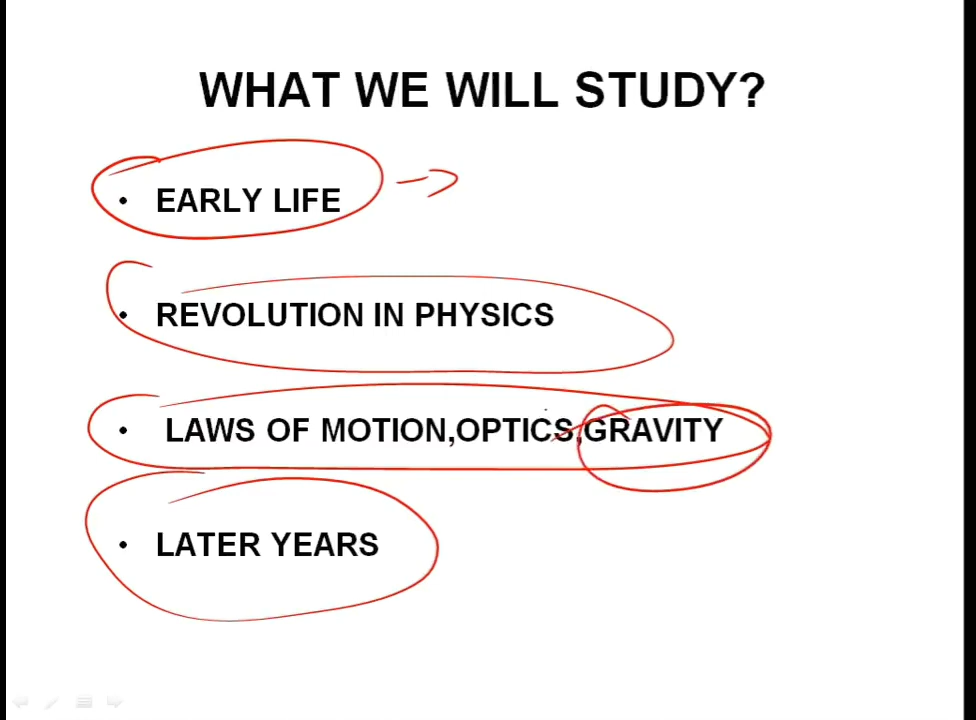 WHAT WE WILL STUDY?
• EARLY LIFE
• REVOLUTION IN PHYSICS
• LAWS OF MOTION,OPTICS,GRAVITY
• LATER YEARS